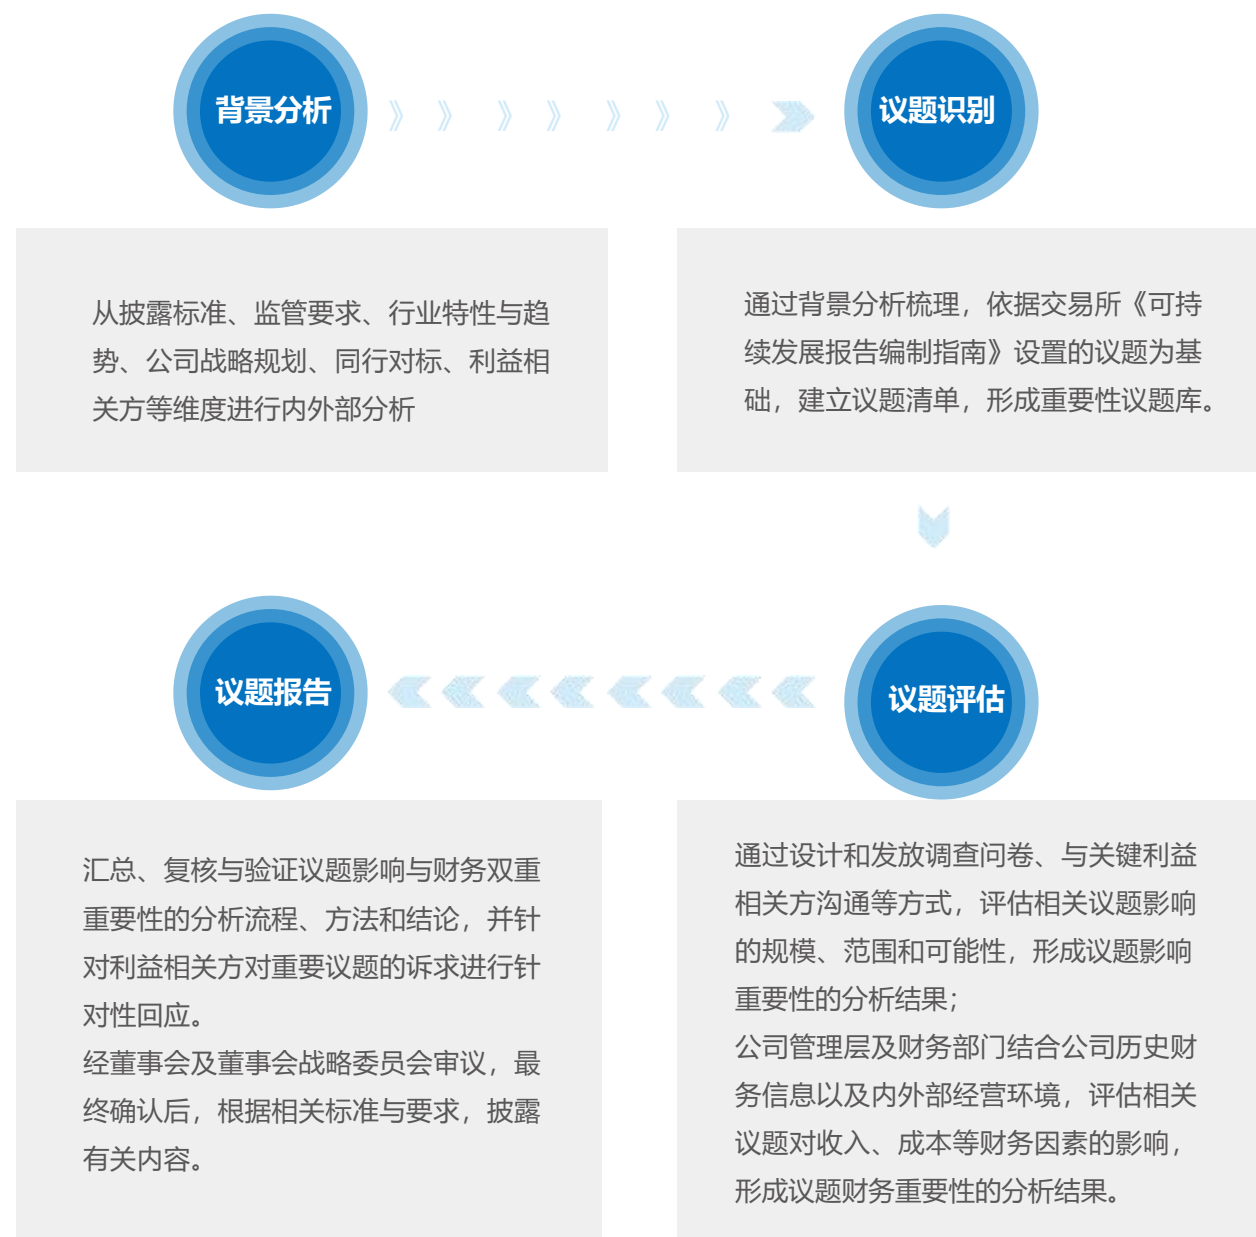 背景分析
》 》 》 》 》 》 》
议题识别
从披露标准、监管要求、行业特性与趋
势、公司战略规划、同行对标、利益相
关方等维度进行内外部分析
通过背景分析梳理，依据交易所《可持
续发展报告编制指南》设置的议题为基
础，建立议题清单，形成重要性议题库。
议题报告
议题评估
汇总、复核与验证议题影响与财务双重
重要性的分析流程、方法和结论，并针
对利益相关方对重要议题的诉求进行针
对性回应。
经董事会及董事会战略委员会审议，最
终确认后，根据相关标准与要求，披露
有关内容。
通过设计和发放调查问卷、与关键利益
相关方沟通等方式，评估相关议题影响
的规模、范围和可能性，形成议题影响
重要性的分析结果；
公司管理层及财务部门结合公司历史财
务信息以及内外部经营环境，评估相关
议题对收入、成本等财务因素的影响，
形成议题财务重要性的分析结果。